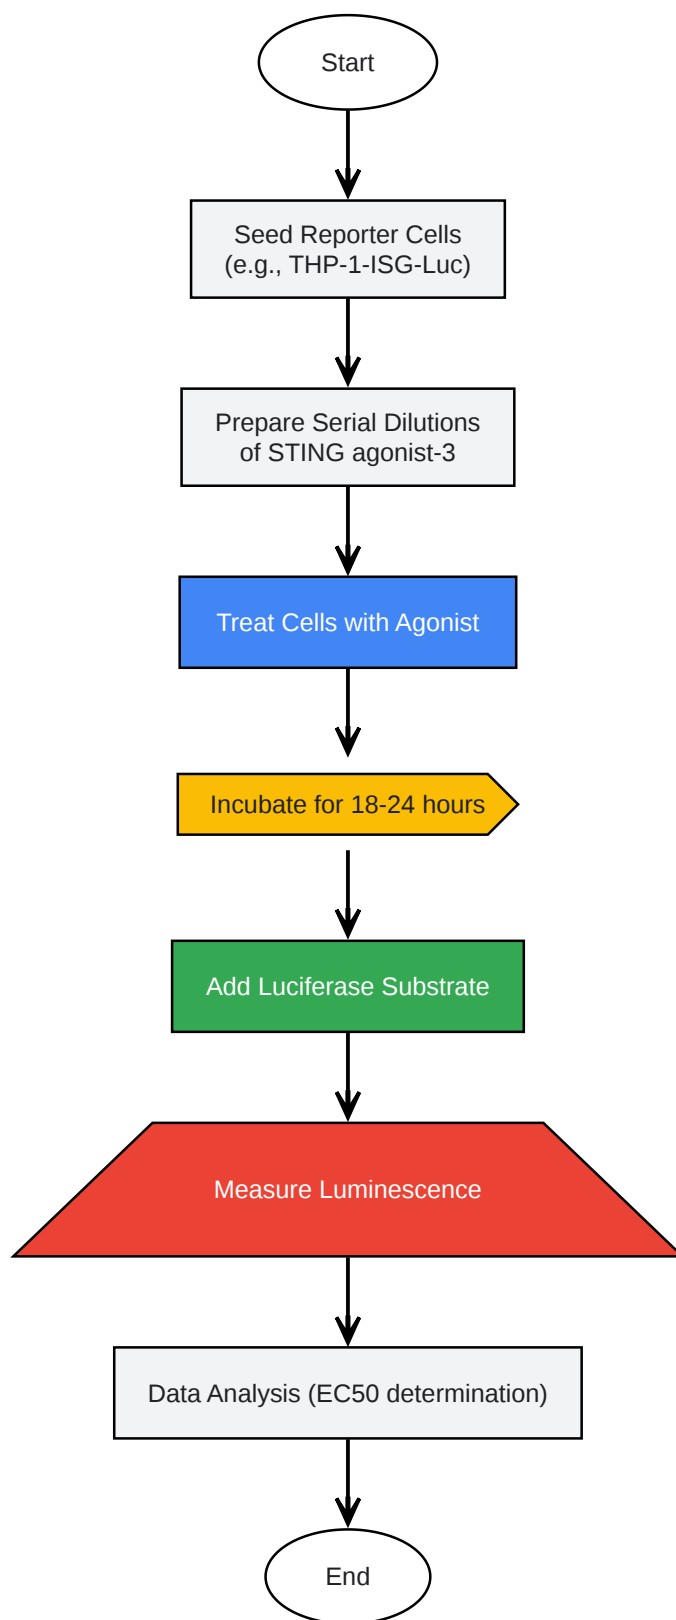 Start
Seed Reporter Cells
(e.g., THP-1-ISG-Luc)
Prepare Serial Dilutions
of STING agonist-3
Treat Cells with Agonist
Incubate for 18-24 hours
Add Luciferase Substrate
Measure Luminescence
Data Analysis (EC50 determination)
End